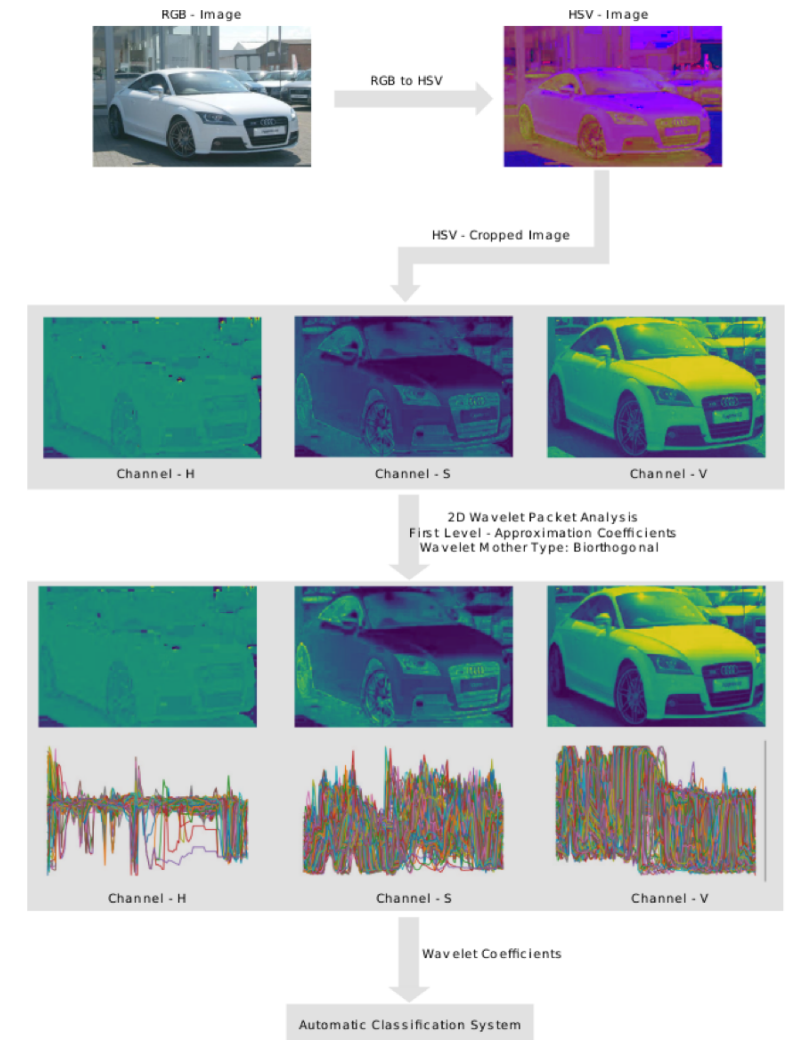 RGB - Image
HSV - Image
RGB to HSV
HSV - Cropped Image
Channel - H
Channel - S
Channel - V
2D Wavelet Packet Analysis
First Level - Approximation Coefficients
Wavelet Mother Type: Biorthogonal
Channel - H
Channel - S
Channel - V
Wavelet Coefficients
Automatic Classification System